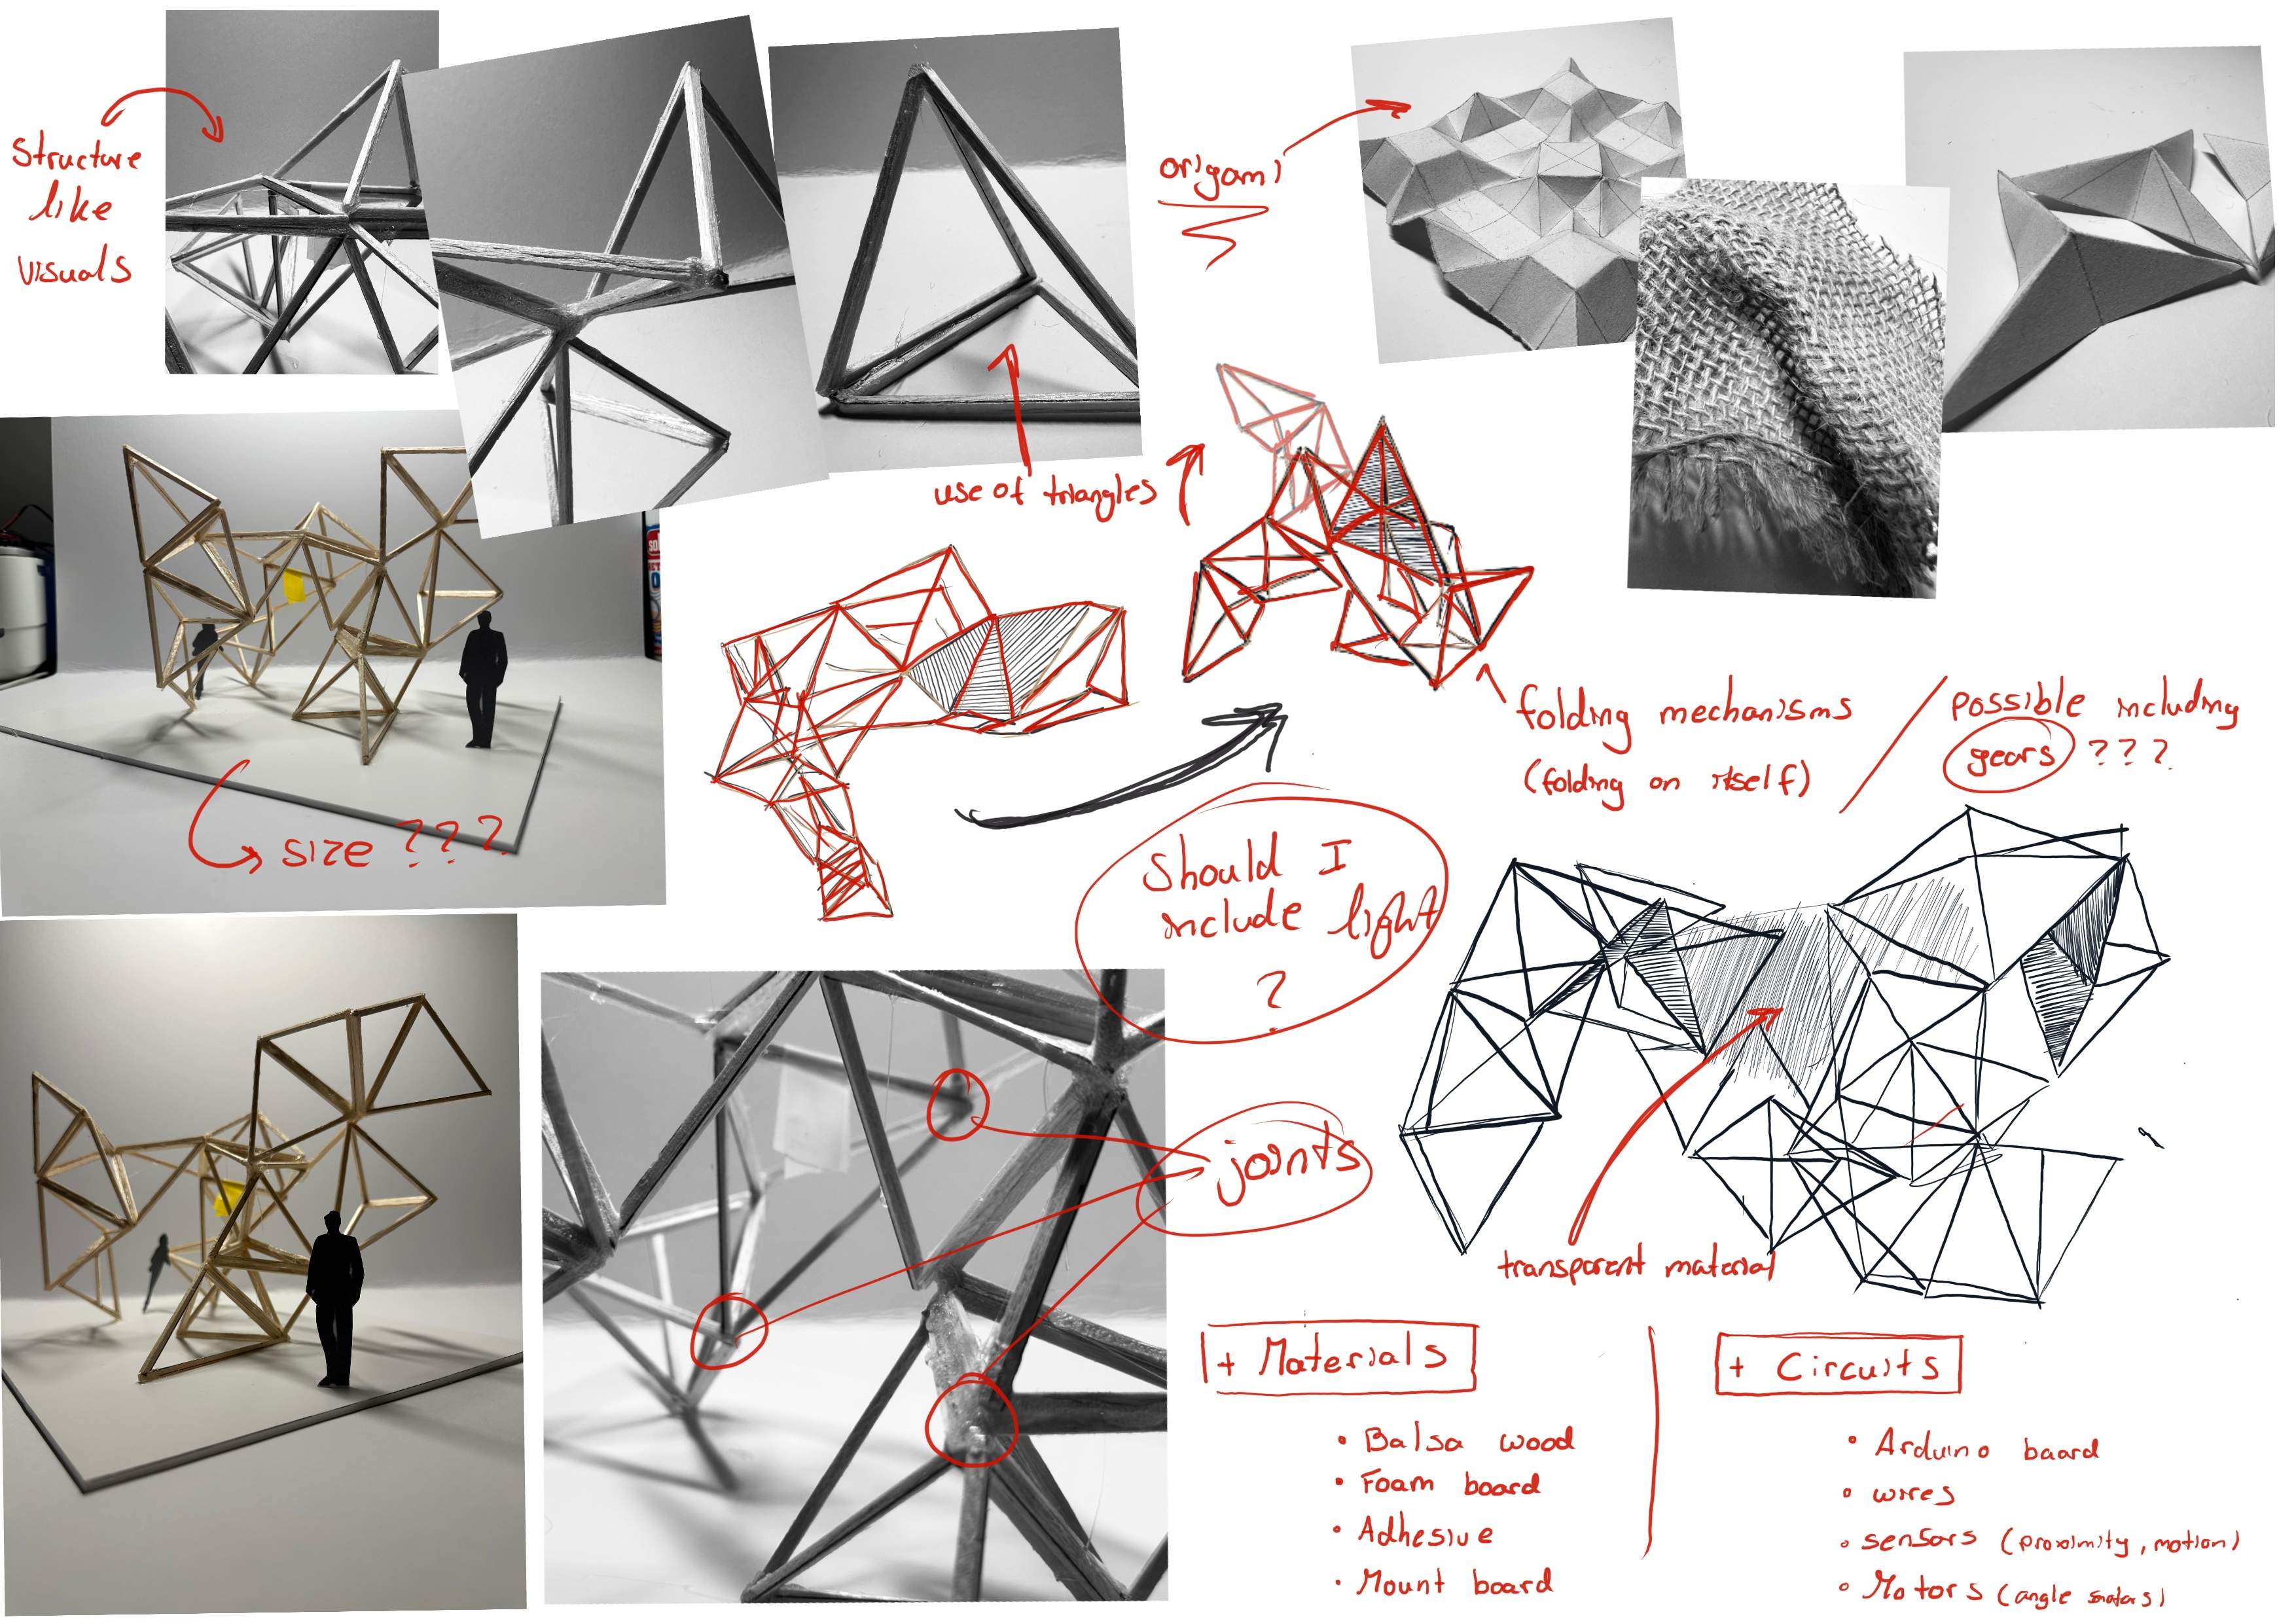 structure
like
visuals
origami
use of triangles
size ???
folding mechanisms
(folding on itself)
possible including
gears ???
Should I
include light
?
joints
transparent material
+ Materials
• Balsa wood
• Foam board
• Adhesive
• Mount board
+ Circuits
• Arduino board
• wires
• sensors (proximity, motion)
• Motors (angle